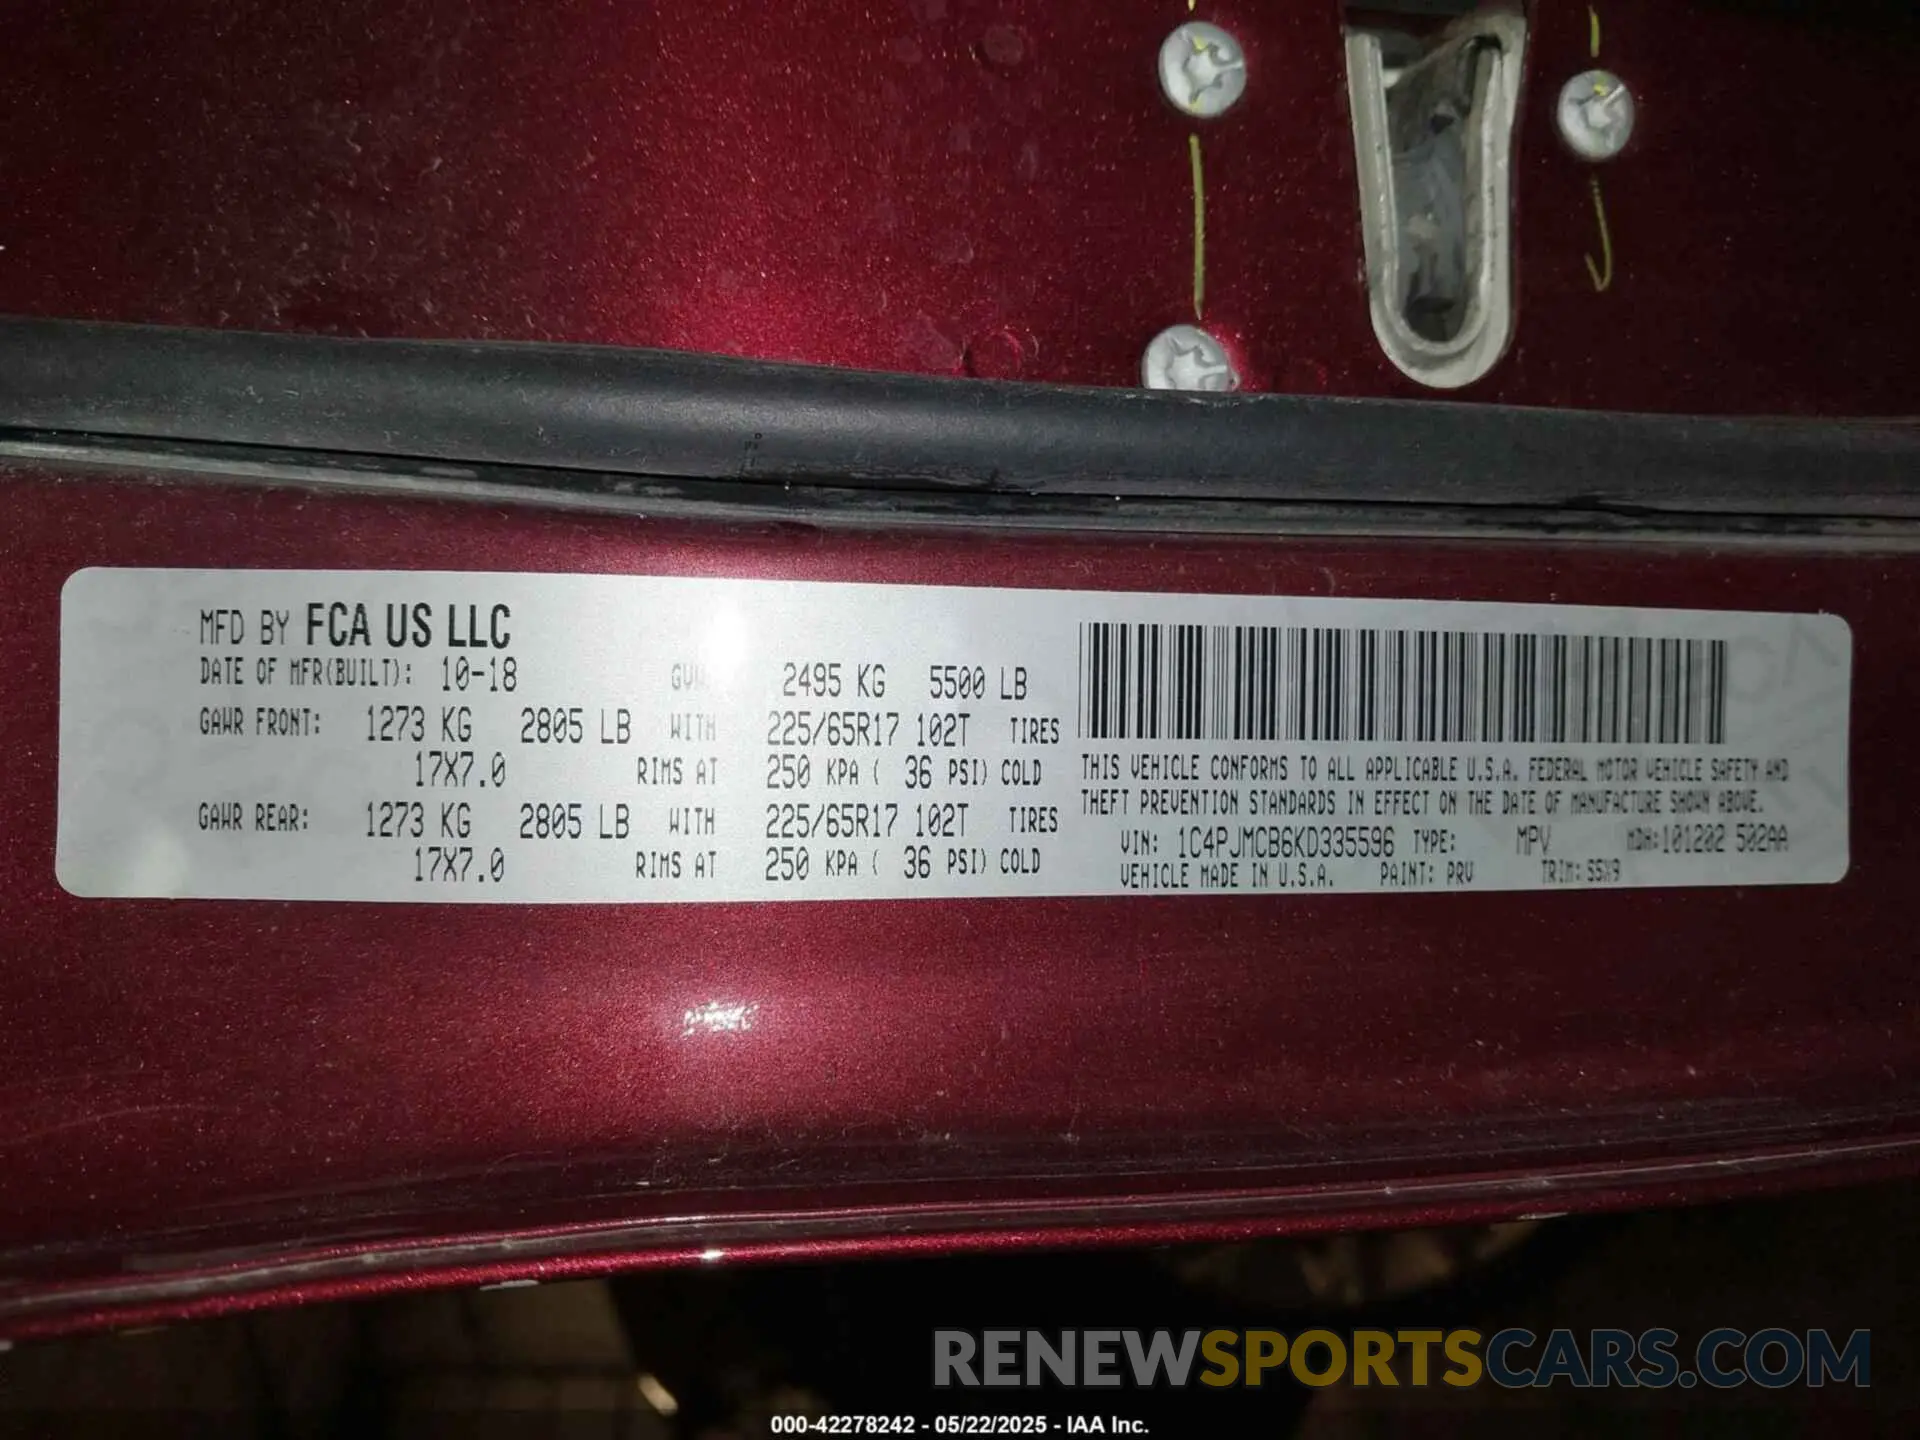 MFD BY FCA US LLC
DATE OF MFR(BUILT): 10-18 2495 KG 5500 LB
GAWR FRONT: 1273 KG 2805 LB WITH 225/65R17 102T TIRES
17X7.0 RIMS AT 250 KPA ( 36 PSI) COLD
GAWR REAR: 1273 KG 2805 LB WITH 225/65R17 102T TIRES
17X7.0 RIMS AT 250 KPA ( 36 PSI) COLD
THIS VEHICLE CONFORMS TO ALL APPLICABLE U.S.A. FEDERAL MOTOR VEHICLE SAFETY AND
THEFT PREVENTION STANDARDS IN EFFECT ON THE DATE OF MANUFACTURE SHOWN ABOVE.
VIN: 1C4PJMCB6KD335596 TYPE: MPV MDH:101202 502AA
VEHICLE MADE IN U.S.A. PAINT: PRV TRIM:
RENEWSPORTSCARS.COM
000-42278242 - 05/22/2025 - IAA Inc.